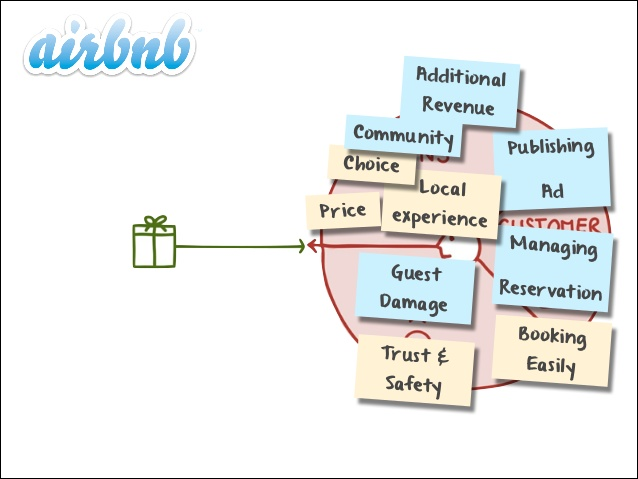 airbnb
Additional
Revenue
Community
Choice
Publishing
Ad
Local
experience
Price
CUSTOMER
Managing
Reservation
Guest
Damage
Booking
Easily
Trust &
Safety